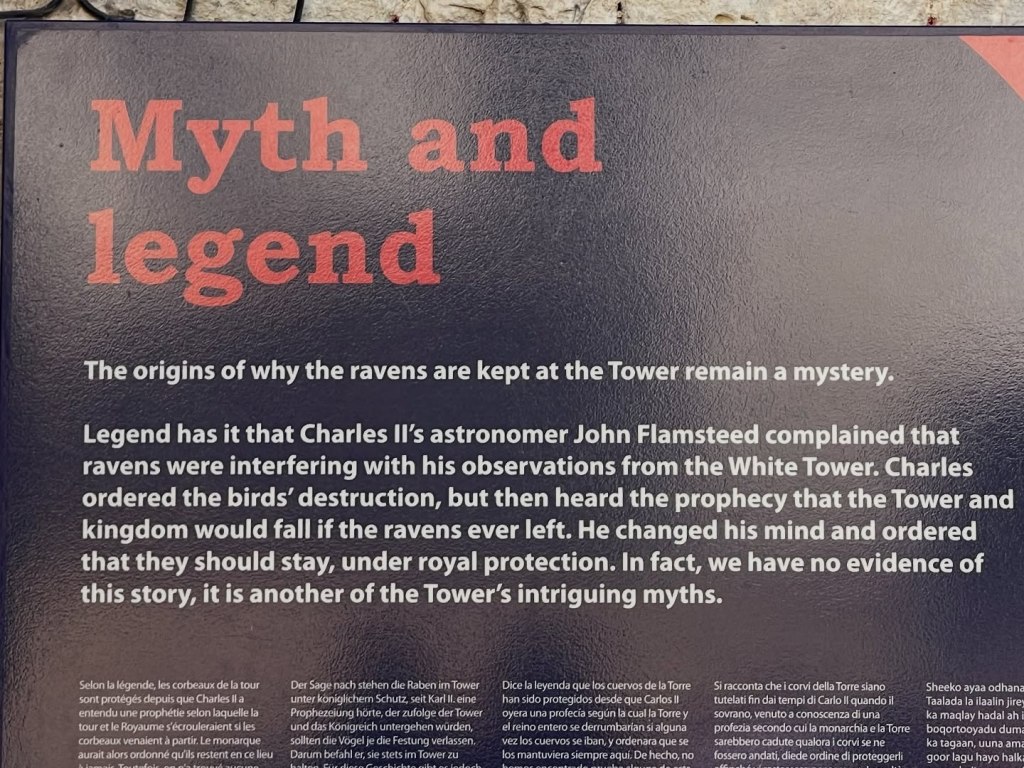 Myth and
legend
The origins of why the ravens are kept at the Tower remain a mystery.
Legend has it that Charles II's astronomer John Flamsteed complained that
ravens were interfering with his observations from the White Tower. Charles
ordered the birds' destruction, but then heard the prophecy that the Tower and
kingdom would fall if the ravens ever left. He changed his mind and ordered
that they should stay, under royal protection. In fact, we have no evidence of
this story, it is another of the Tower's intriguing myths.
Selon la légende, les corbeaux de la tour
sont protégés depuis que Charles II a
entendu une prophétie selon laquelle la
tour et le Royaume s'écrouleraient si les
corbeaux venaient à partir. Le monarque
aurait alors ordonné qu'ils restent en ce lieu
Der Sage nach stehen die Raben im Tower
unter königlichem Schutz, seit Karl II. eine
Prophezeiung hörte, der zufolge der Tower
und das Königreich untergehen würden,
sollten die Vögel je die Festung verlassen.
Darum befahl er, sie stets im Tower zu
Dice la leyenda que los cuervos de la Torre
han sido protegidos desde que Carlos II
oyera una profecía según la cual la Torre y
el reino entero se derrumbarían si alguna
vez los cuervos se iban, y ordenara que se
los mantuviera siempre aquí. De hecho, no
Si racconta che i corvi della Torre siano
tutelati fin dai tempi di Carlo II quando il
sovrano, venuto a conoscenza di una
profezia secondo cui la monarchia e la Torre
sarebbero cadute qualora i corvi se ne
fossero andati, diede ordine di proteggerli
Sheeko ayaa odhana
Taalada la ilaalin
ka maqlay hadal ah
boqortooyadu
ka tagaan, uuna
goor lagu hayo